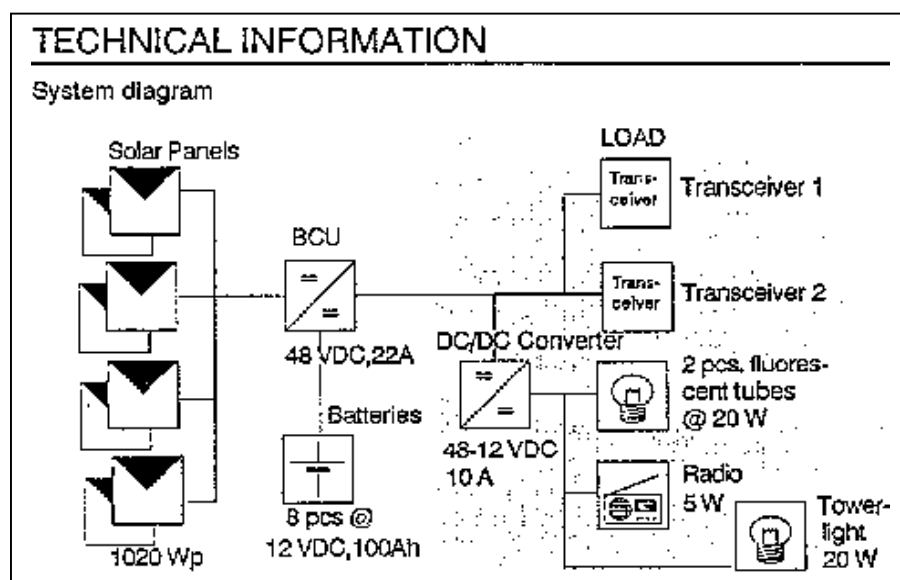 TECHNICAL INFORMATION
System diagram
Solar Panels
LOAD
Trans-
ceiver
Transceiver 1
BCU
Trans-
ceiver
Transceiver 2
48 VDC,22A
DC/DC Converter
2 pcs. fluores-
cent tubes
@ 20 W
Batteries
48-12 VDC
10 A
Radio
5 W
8 pcs @
12 VDC,100Ah
Tower-
light
20 W
1020 Wp